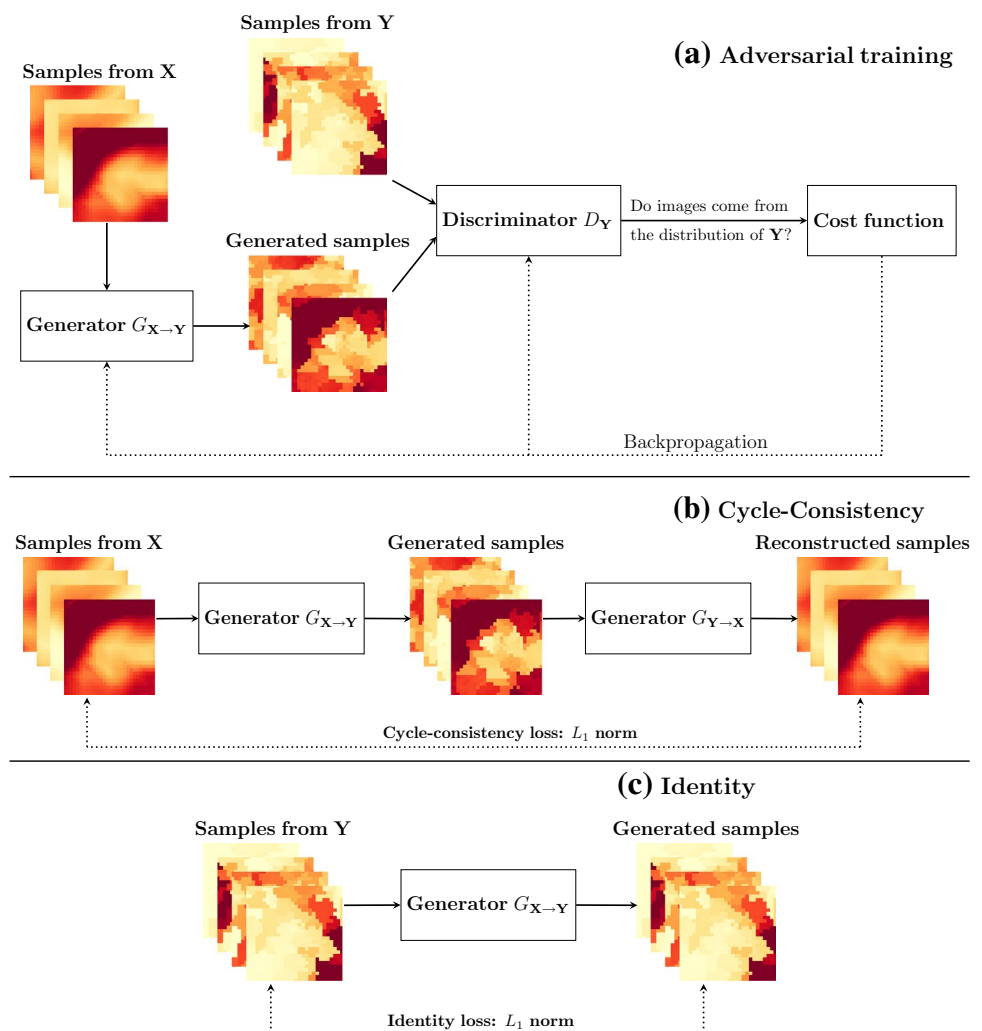 Samples from Y
(a) Adversarial training
Samples from X
Discriminator D_Y
Do images come from
the distribution of Y?
Cost function
Generated samples
Generator G_X→Y
Backpropagation
(b) Cycle-Consistency
Samples from X
Generated samples
Reconstructed samples
Generator G_X→Y
Generator G_Y→X
Cycle-consistency loss: L_1 norm
(c) Identity
Samples from Y
Generated samples
Generator G_X→Y
Identity loss: L_1 norm